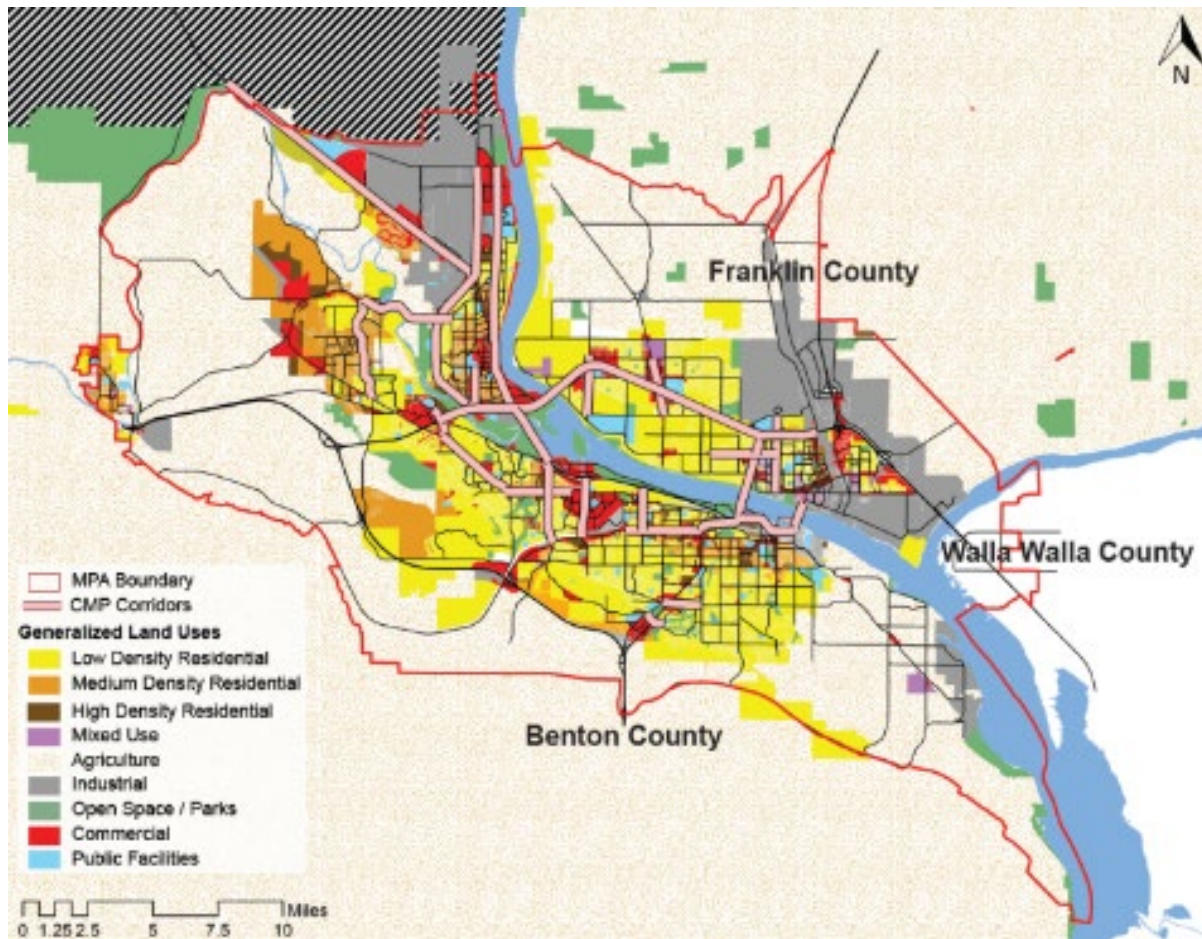 N
Franklin County
Walla Walla County
Benton County
MPA Boundary
CMP Corridors
Generalized Land Uses
Low Density Residential
Medium Density Residential
High Density Residential
Mixed Use
Agriculture
Industrial
Open Space / Parks
Commercial
Public Facilities
Miles
0 1.25 2.5 5 7.5 10